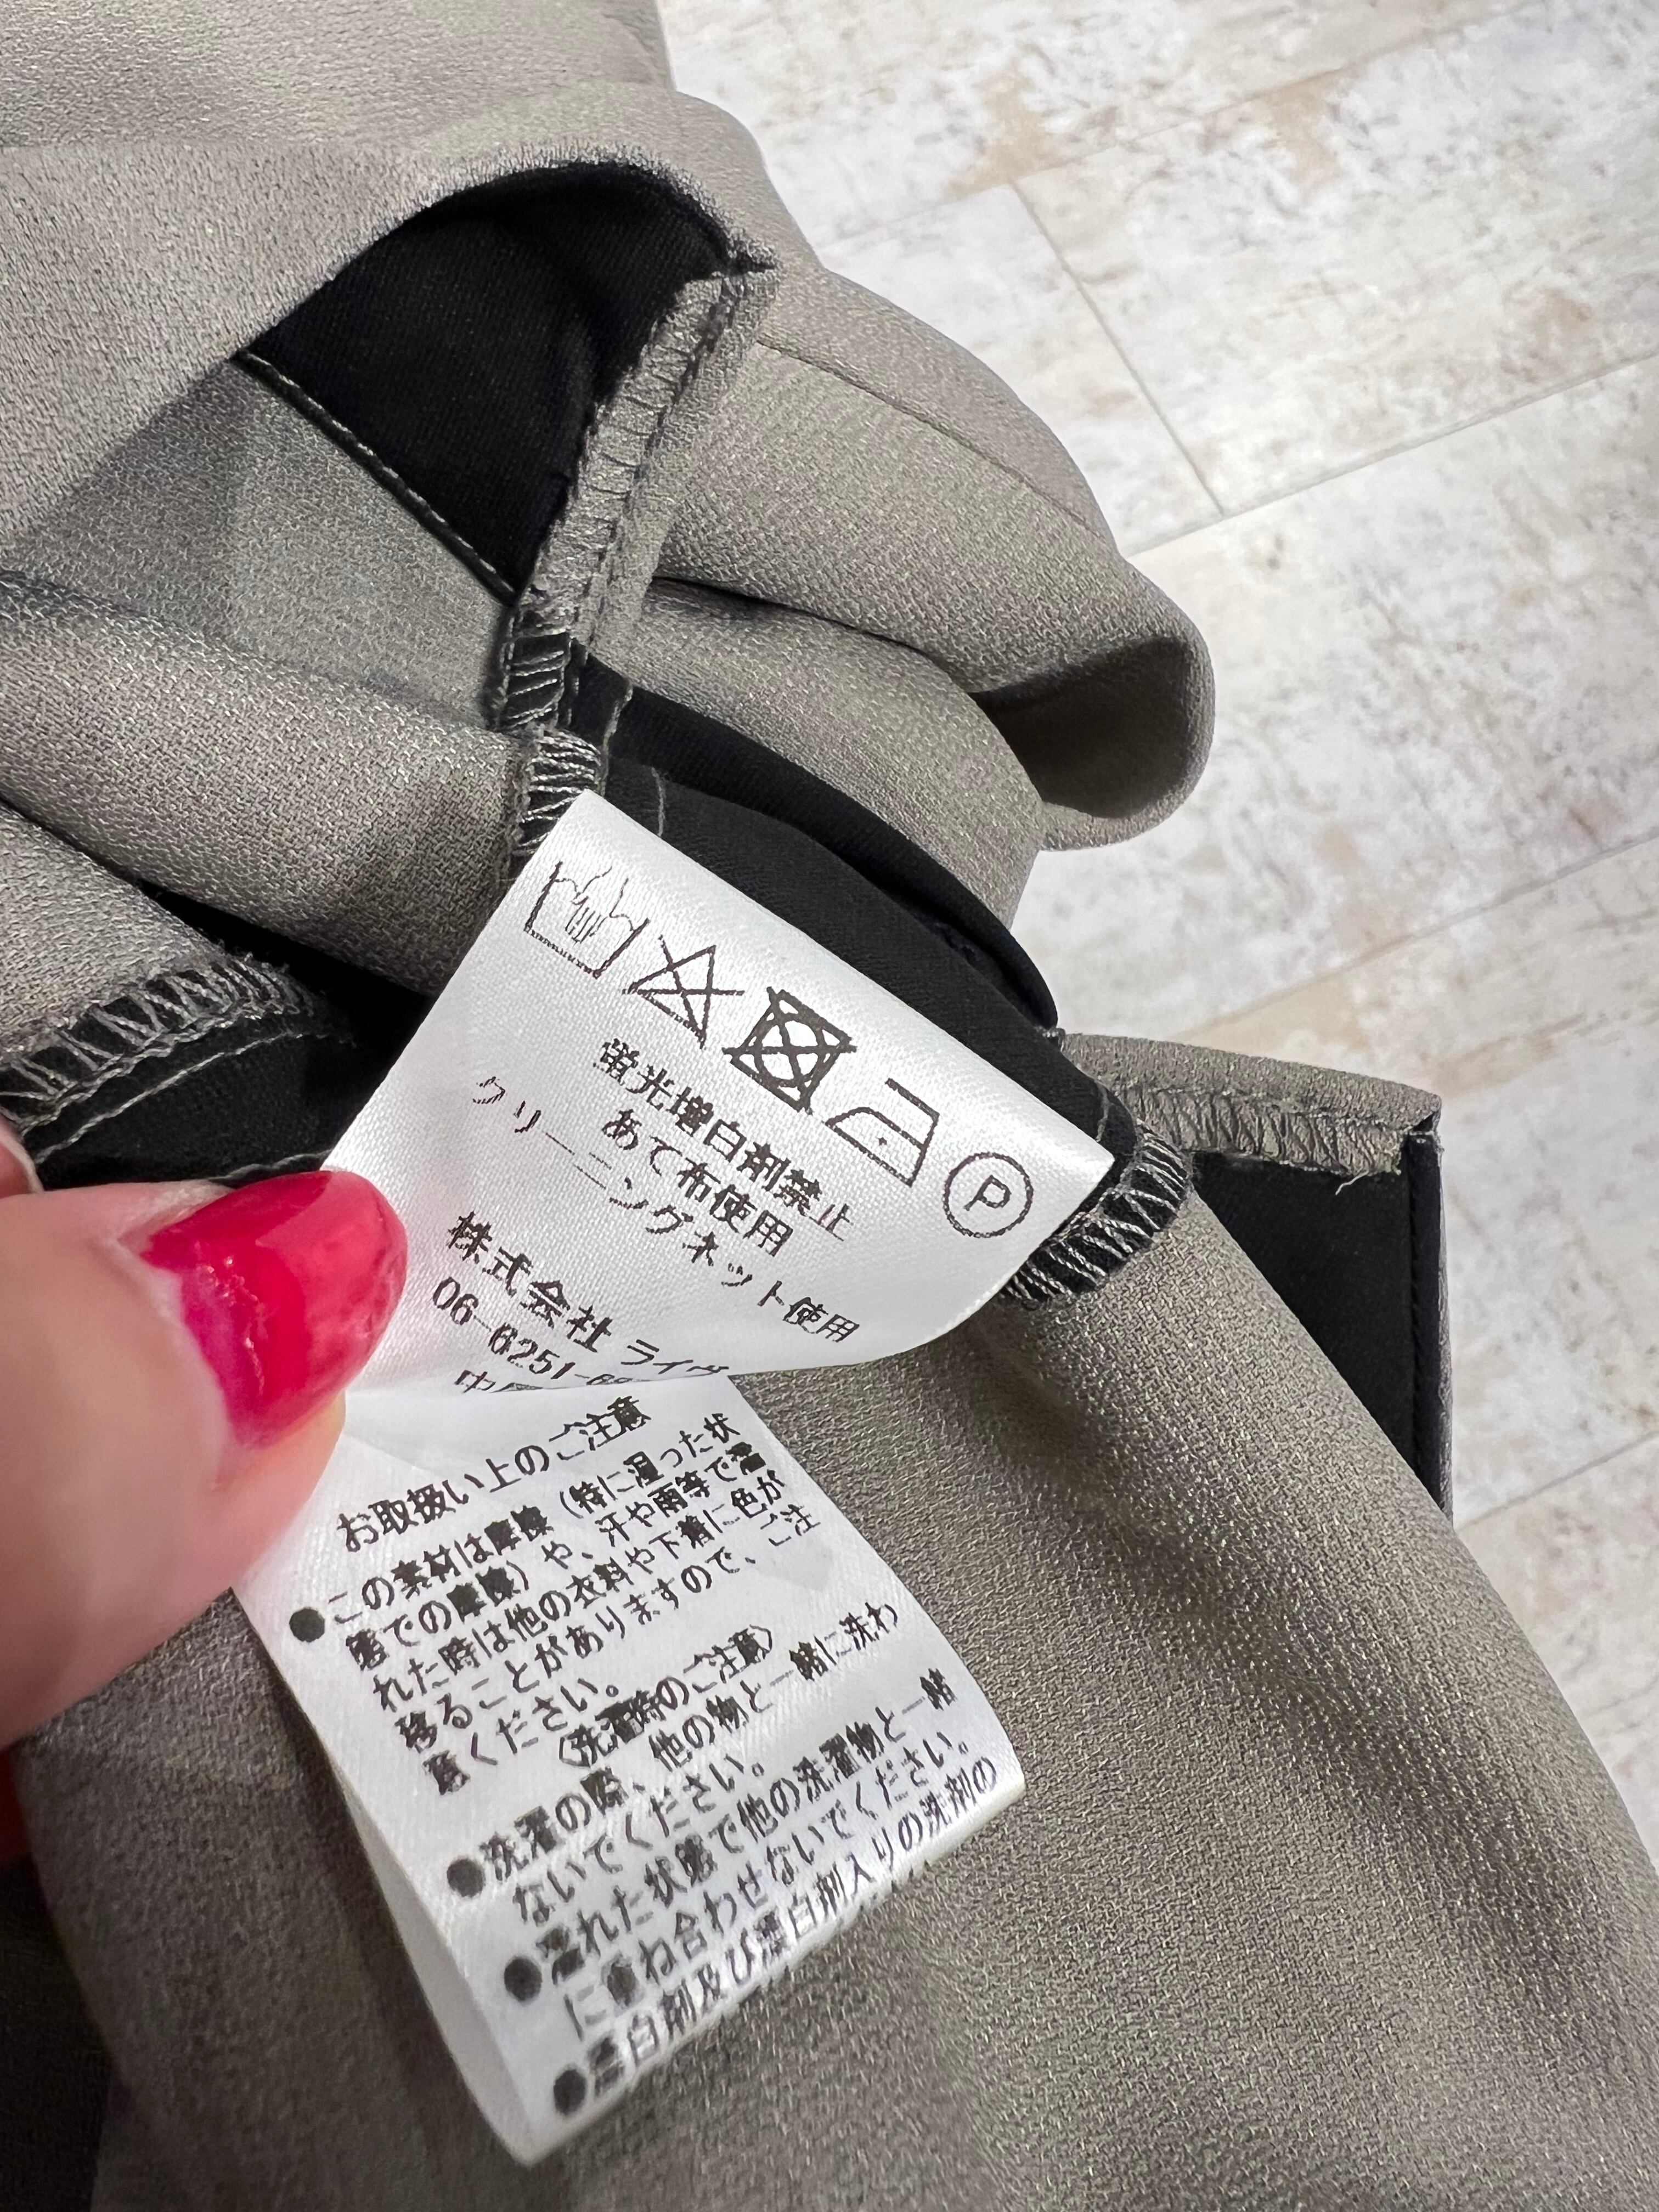 P
蛍光増白剤禁止
あて布使用
クリーニングネット使用
株式会社 ライヴ
06-6251-
お取扱い上のご注意
●この素材は摩擦（特に湿った状
態での摩擦）や、汗や雨等で濡
れた時は他の衣料や下着に色が
移ることがありますので、ご注
意ください。
〈洗濯時のご注意〉
●洗濯の際、他の物と一緒に洗わ
ないでください。
●濡れた状態で他の洗濯物と一緒
に重ね合わせないでください。
●漂白剤及び漂白剤入りの洗剤の